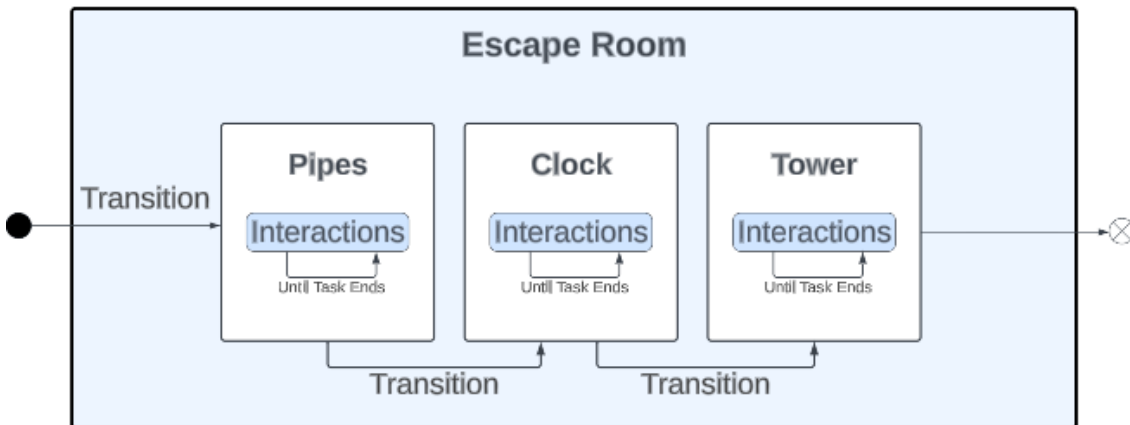 Escape Room
Transition
Pipes
Interactions
Until Task Ends
Clock
Interactions
Until Task Ends
Tower
Interactions
Until Task Ends
Transition
Transition